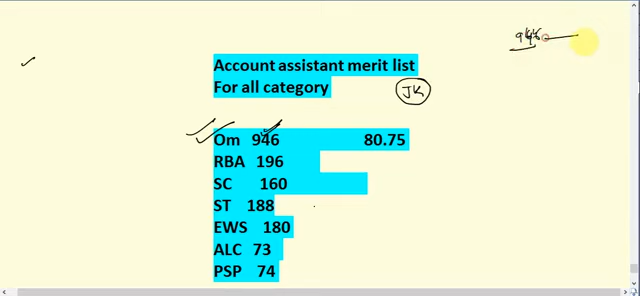 946
Account assistant merit list
For all category
JK
Om 946 80.75
RBA 196
SC 160
ST 188
EWS 180
ALC 73
PSP 74